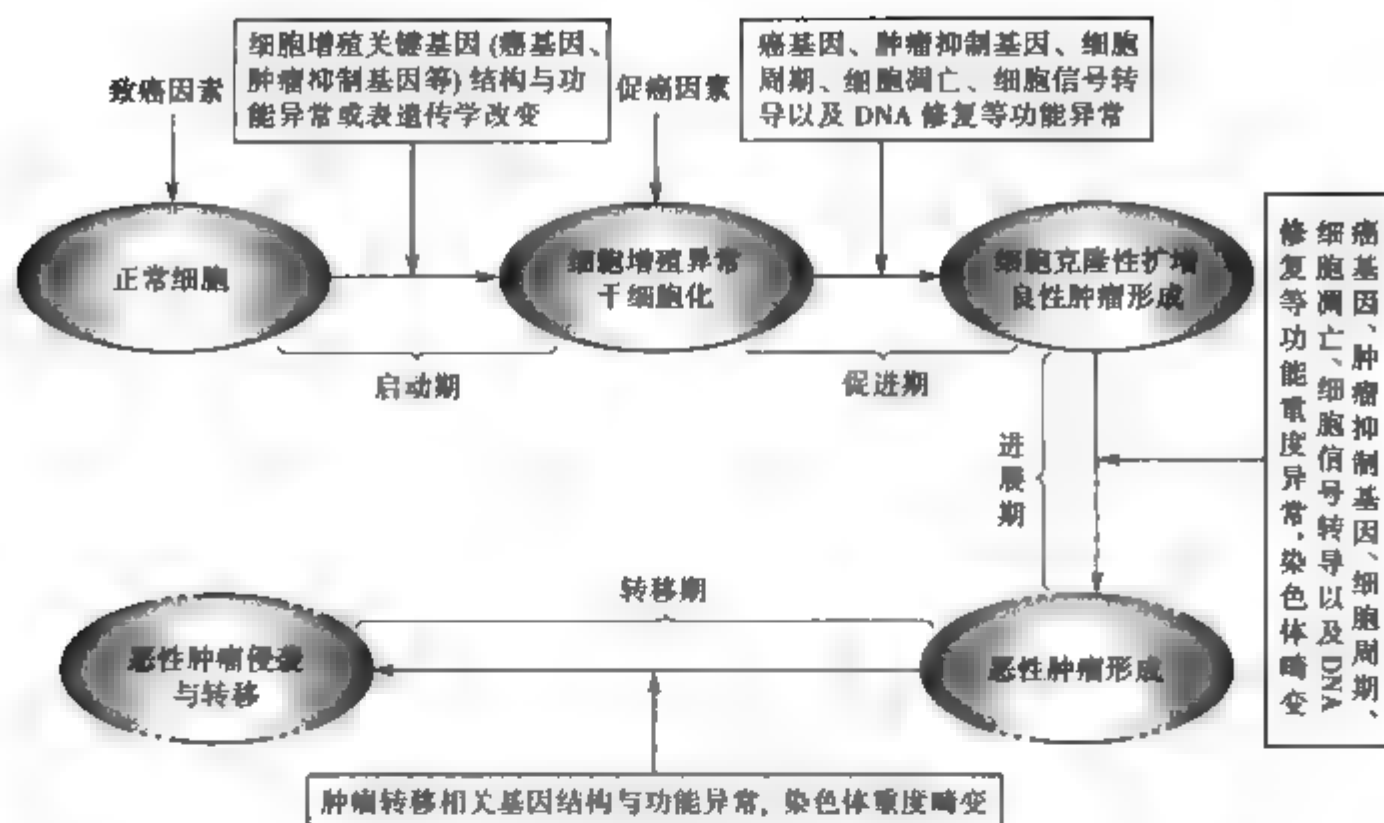 致癌因素
细胞增殖关键基因(癌基因、
肿瘤抑制基因等)结构与功
能异常或表遗传学改变
促癌因素
癌基因、肿瘤抑制基因、细胞
周期、细胞凋亡、细胞信号转
导以及 DNA 修复等功能异常
正常细胞
细胞增殖异常
干细胞化
细胞克隆性扩增
良性肿瘤形成
启动期
促进期
癌基因、肿瘤抑制基因、细胞周期、
细胞凋亡、细胞信号转导以及 DNA
修复等功能重度异常,染色体畸变
进展期
转移期
恶性肿瘤形成
恶性肿瘤侵袭
与转移
肿瘤转移相关基因结构与功能异常,染色体重度畸变